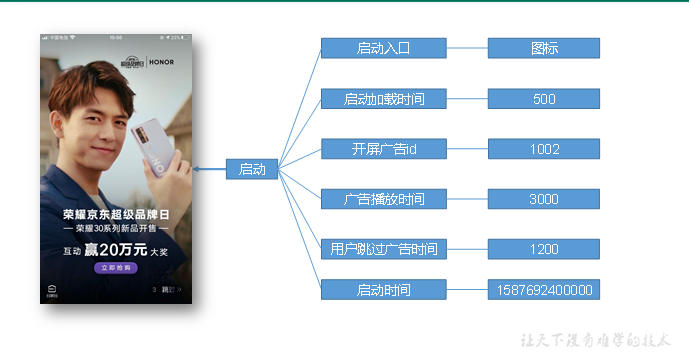 中国电信
15:56
23%
超级品牌日
HONOR
荣耀京东超级品牌日
荣耀30系列新品开售
互动 赢20万元 大奖
立即抢购
3 跳过
启动
启动入口 图标
启动加载时间 500
开屏广告id 1002
广告播放时间 3000
用户跳过广告时间 1200
启动时间 1587692400000
让天下没有难学的技术